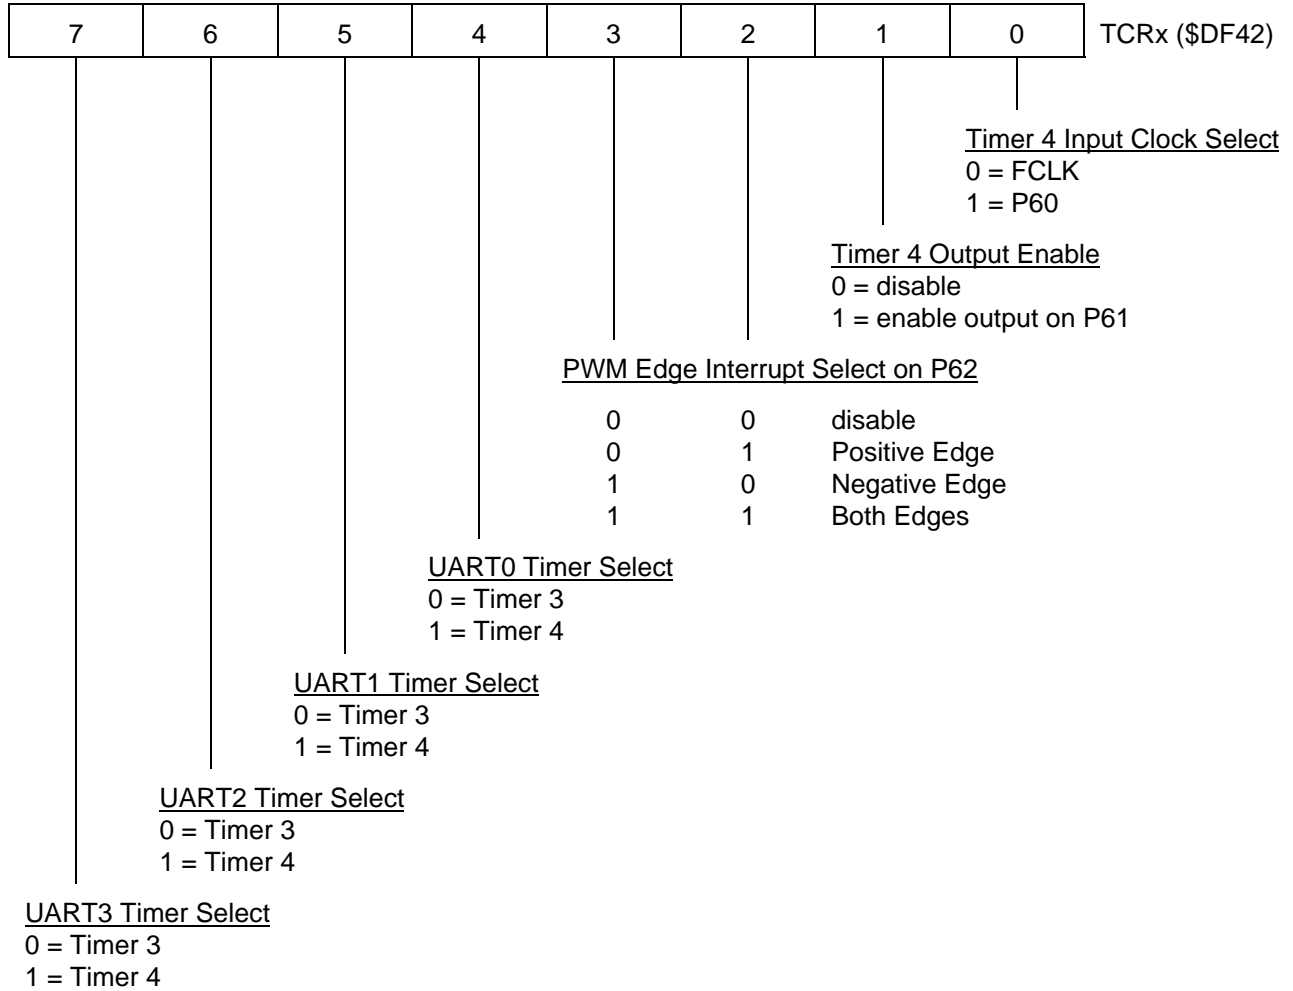 7 6 5 4 3 2 1 0 TCRx ($DF42)
Timer 4 Input Clock Select
0 = FCLK
1 = P60
Timer 4 Output Enable
0 = disable
1 = enable output on P61
PWM Edge Interrupt Select on P62
0 0 disable
0 1 Positive Edge
1 0 Negative Edge
1 1 Both Edges
UART0 Timer Select
0 = Timer 3
1 = Timer 4
UART1 Timer Select
0 = Timer 3
1 = Timer 4
UART2 Timer Select
0 = Timer 3
1 = Timer 4
UART3 Timer Select
0 = Timer 3
1 = Timer 4